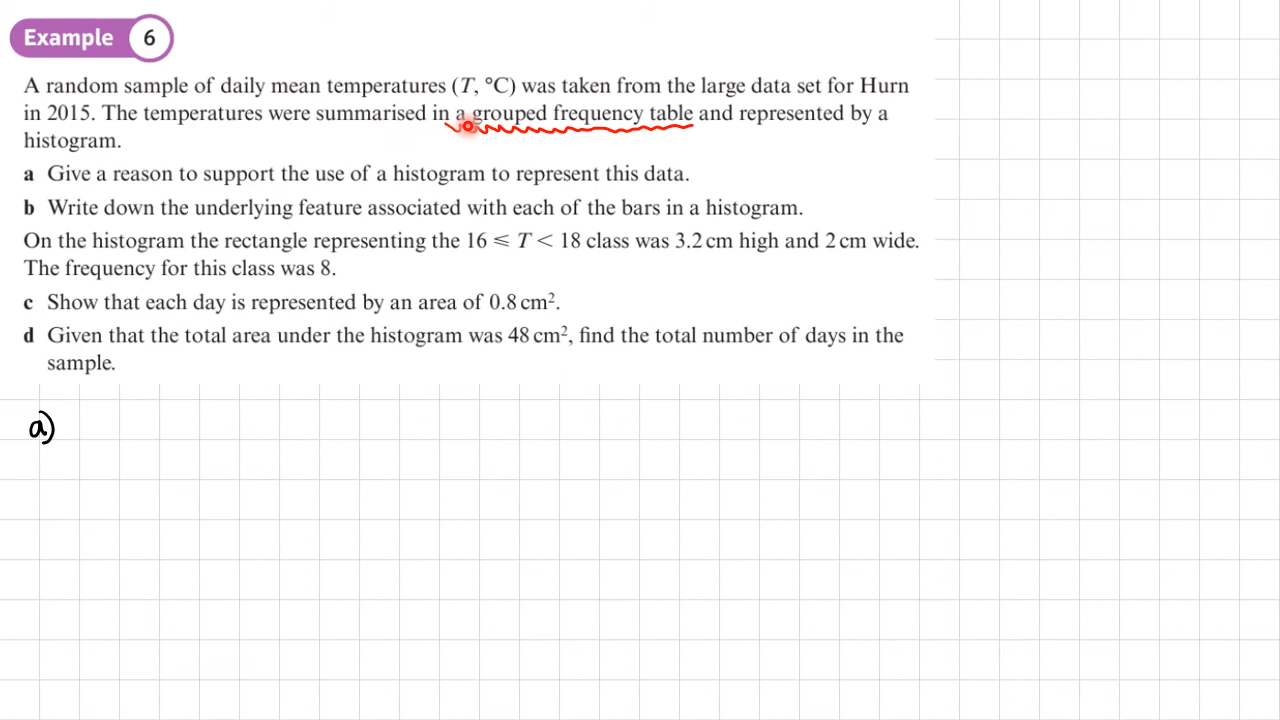 Example 6
A random sample of daily mean temperatures (T, °C) was taken from the large data set for Hurn
in 2015. The temperatures were summarised in a grouped frequency table and represented by a
histogram.
a Give a reason to support the use of a histogram to represent this data.
b Write down the underlying feature associated with each of the bars in a histogram.
On the histogram the rectangle representing the 16 ⩽ T < 18 class was 3.2 cm high and 2 cm wide.
The frequency for this class was 8.
c Show that each day is represented by an area of 0.8 cm².
d Given that the total area under the histogram was 48 cm², find the total number of days in the
sample.
a)